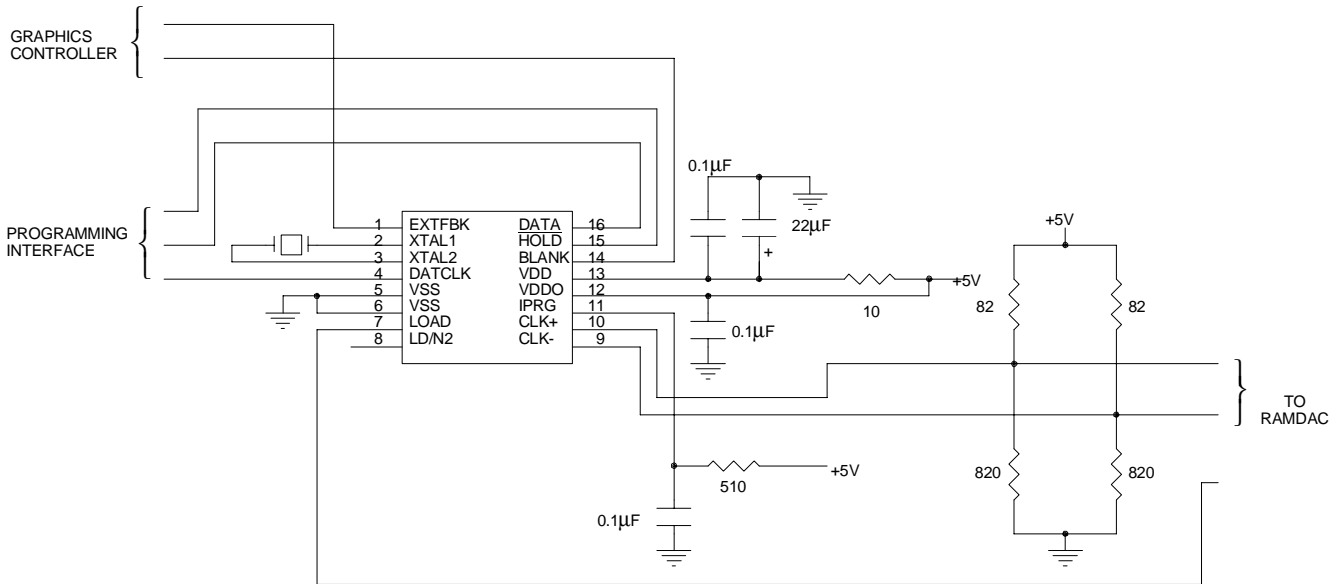 GRAPHICS
CONTROLLER
0.1µF
22µF
+
+5V
PROGRAMMING
INTERFACE
1 EXTFBK DATA 16
2 XTAL1 HOLD 15
3 XTAL2 BLANK 14
4 DATCLK VDD 13
5 VSS VDDO 12
6 VSS IPRG 11
7 LOAD CLK+ 10
8 LD/N2 CLK- 9
+5V
10
82
82
0.1µF
TO
RAMDAC
+5V
510
820
820
0.1µF